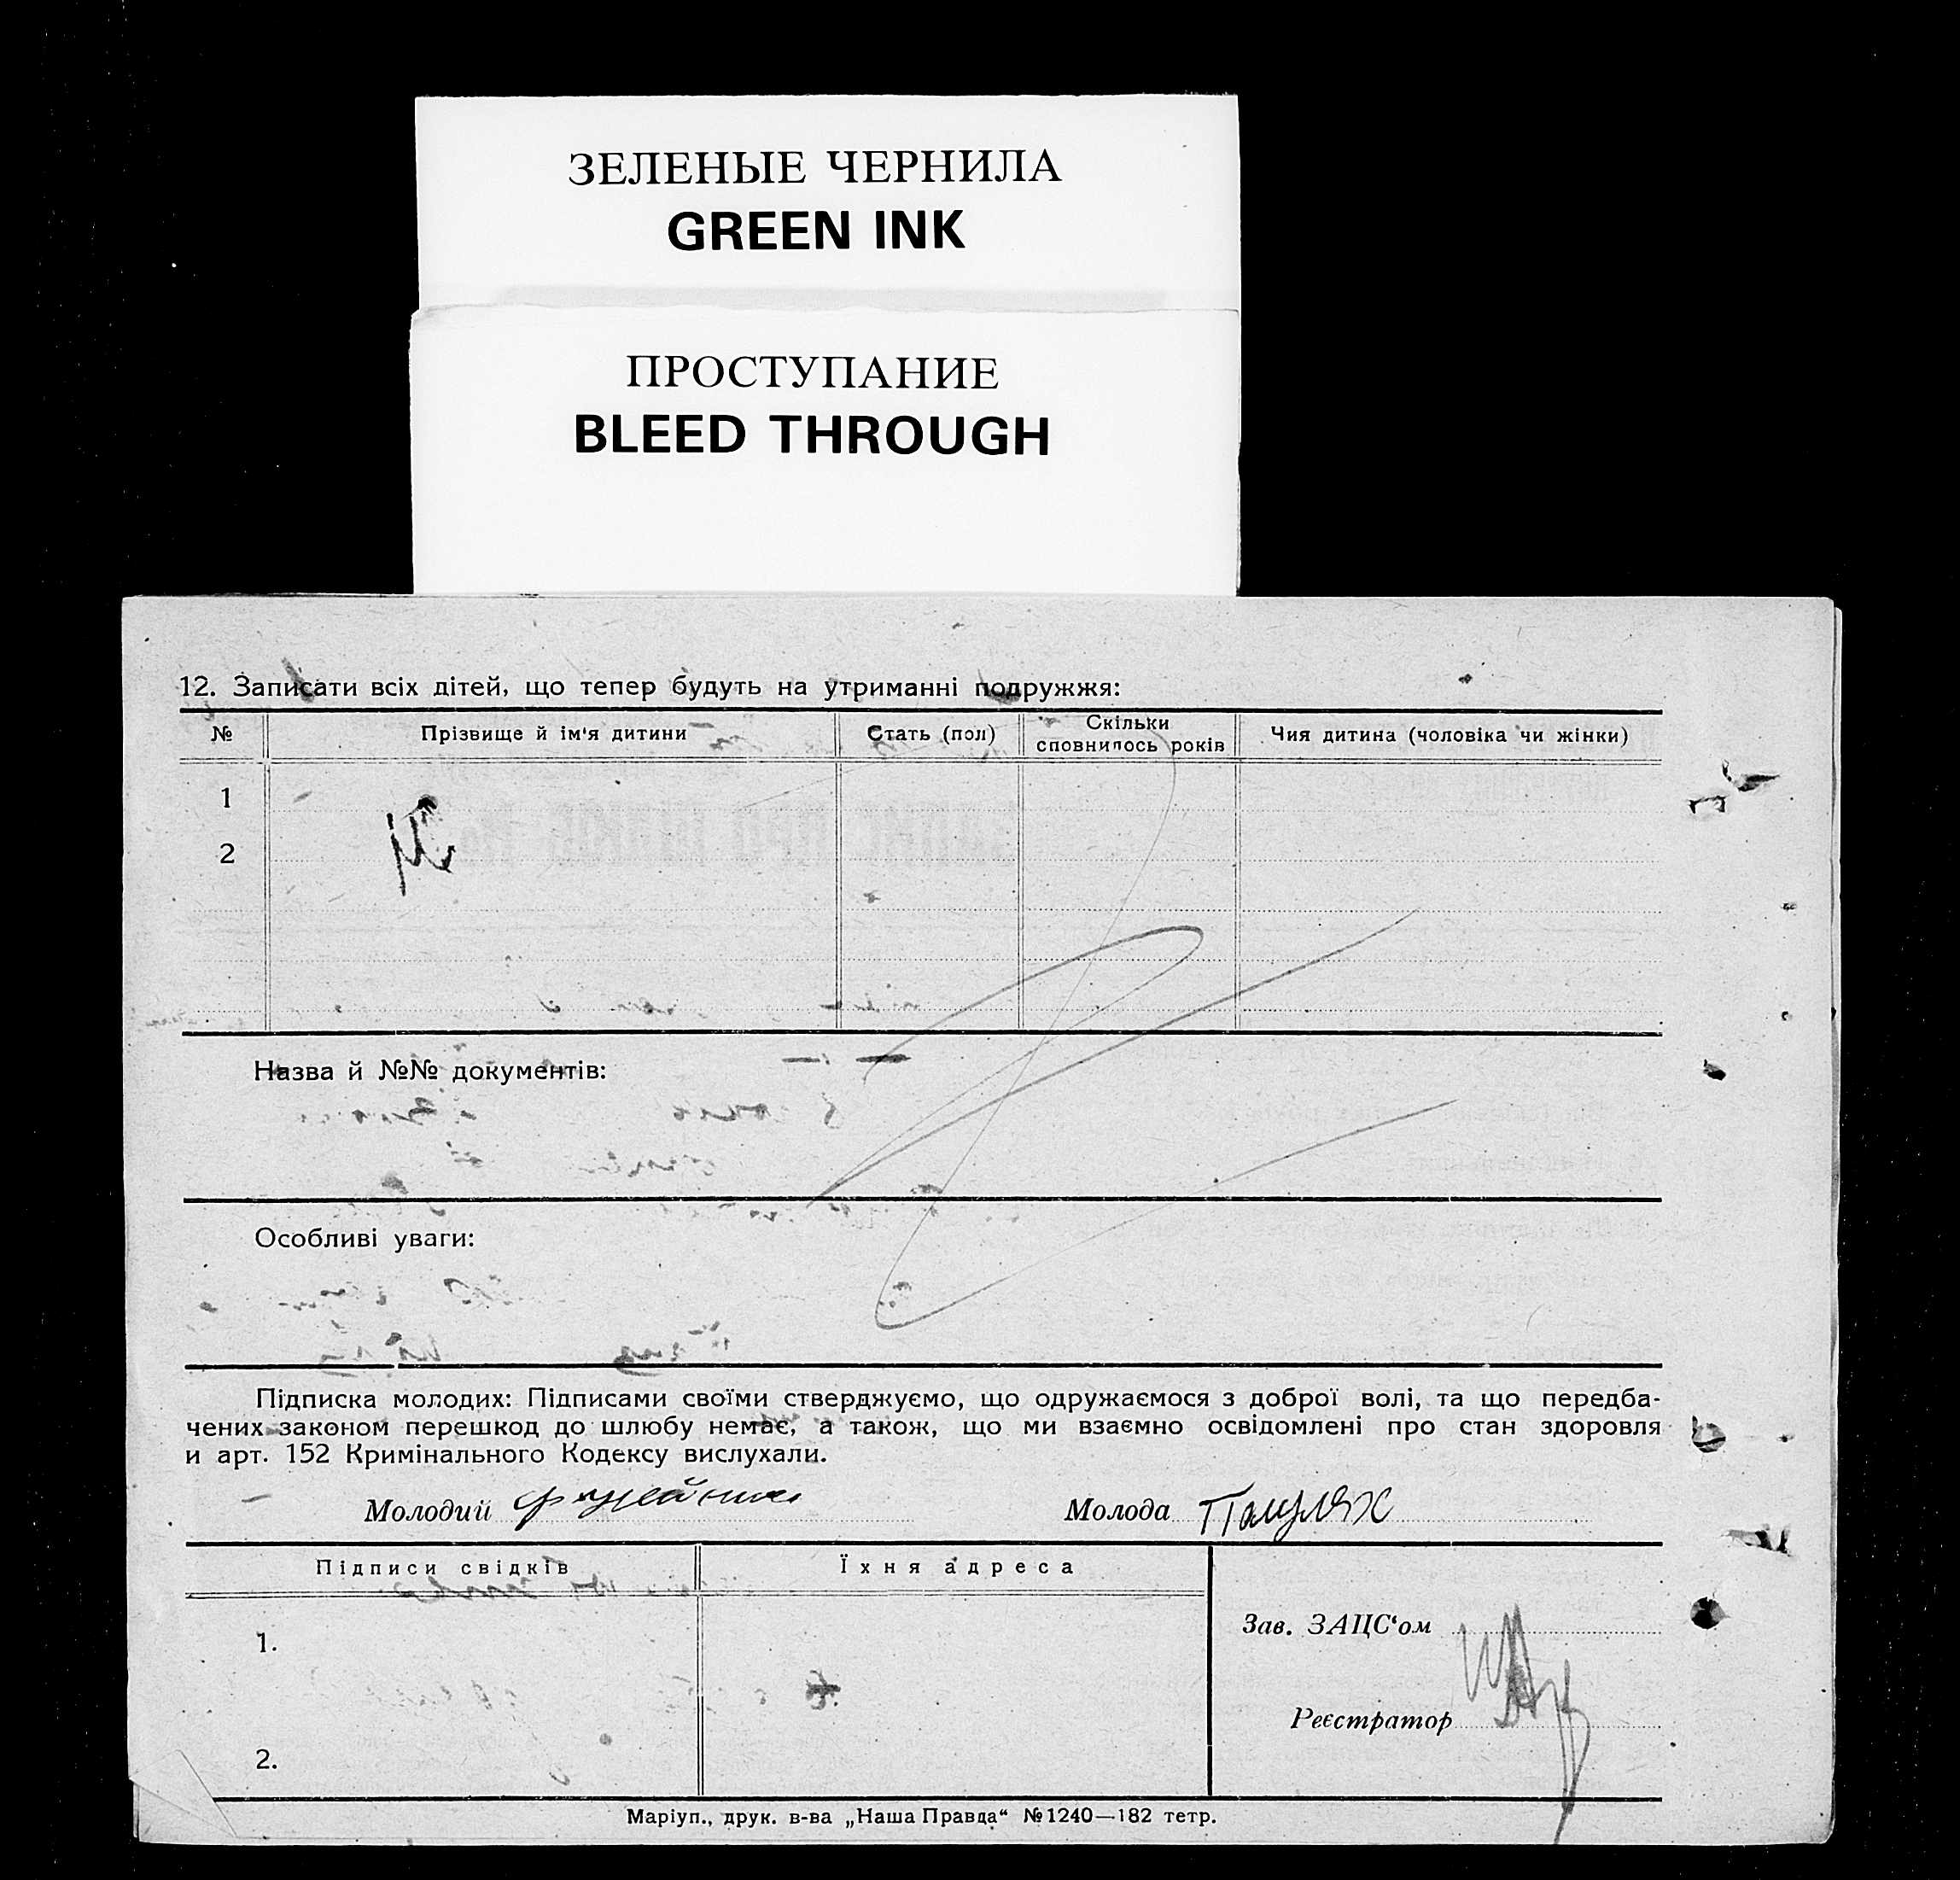 ЗЕЛЕНЫЕ ЧЕРНИЛА
GREEN INK
ПРОСТУПАНИЕ
BLEED THROUGH
12. Записати всіх дітей, що тепер будуть на утриманні подружжя:
№ Прізвище й ім'я дитини Стать (пол) Скільки сповнилось років Чия дитина (чоловіка чи жінки)
1
2
Назва й №№ документів:
Особливі уваги:
Підписка молодих: Підписами своїми стверджуємо, що одружаємося з доброї волі, та що передба-
чених законом перешкод до шлюбу немає, а також, що ми взаємно освідомлені про стан здоровля
и арт. 152 Кримінального Кодексу вислухали.
Молодий Молода
Підписи свідків Їхня адреса
Зав. ЗАЦС'ом
1.
Реєстратор
2.
Маріуп., друк. в-ва „Наша Правда“ №1240—182 тетр.